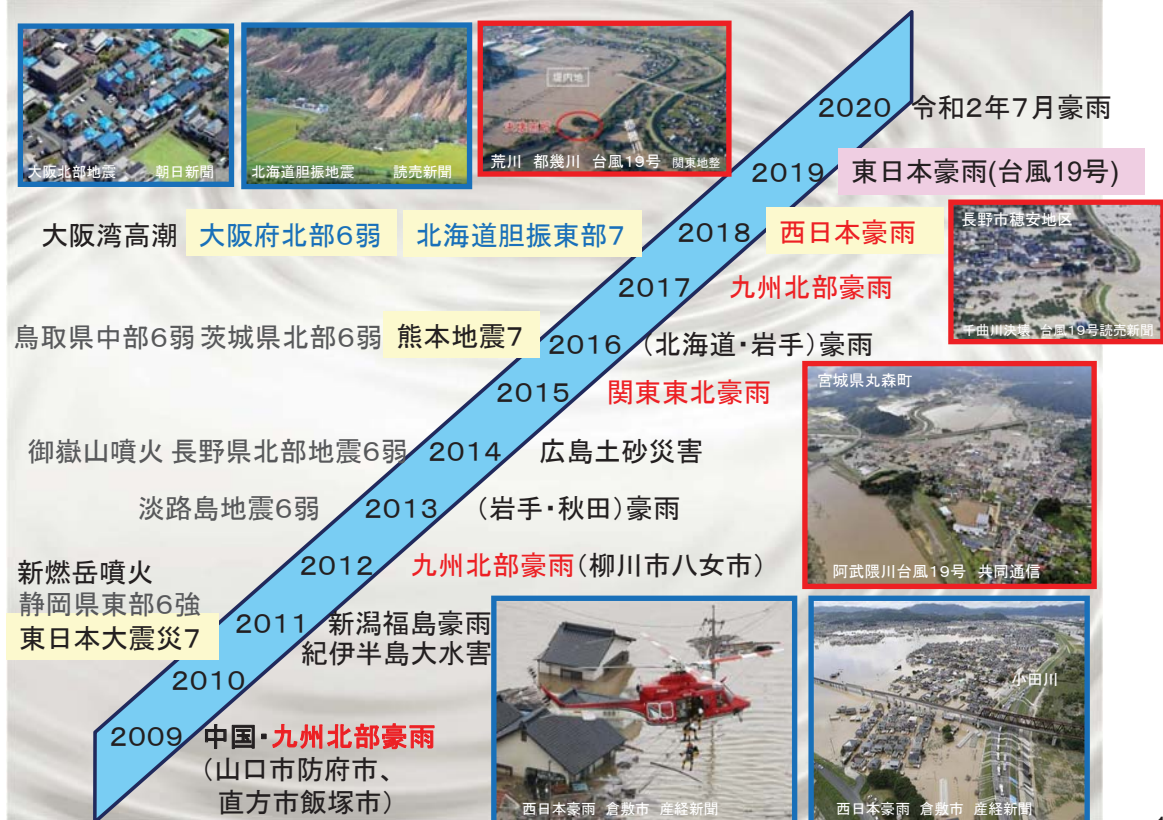 大阪北部地震 朝日新聞
北海道胆振地震 読売新聞
堤内地
荒川 都幾川 台風19号 関東地整
2020 令和2年7月豪雨
2019 東日本豪雨(台風19号)
大阪湾高潮 大阪府北部6弱 北海道胆振東部7 2018 西日本豪雨
長野市穂安地区
千曲川決壊 台風19号読売新聞
2017 九州北部豪雨
鳥取県中部6弱 茨城県北部6弱 熊本地震7 2016 (北海道・岩手)豪雨
2015 関東東北豪雨
宮城県丸森町
阿武隈川台風19号 共同通信
御嶽山噴火 長野県北部地震6弱 2014 広島土砂災害
淡路島地震6弱 2013 (岩手・秋田)豪雨
2012 九州北部豪雨(柳川市八女市)
新燃岳噴火
静岡県東部6強
東日本大震災7 2011 新潟福島豪雨
紀伊半島大水害
2010
2009 中国・九州北部豪雨
(山口市防府市、
直方市飯塚市)
西日本豪雨 倉敷市 産経新聞
小田川
西日本豪雨 倉敷市 産経新聞